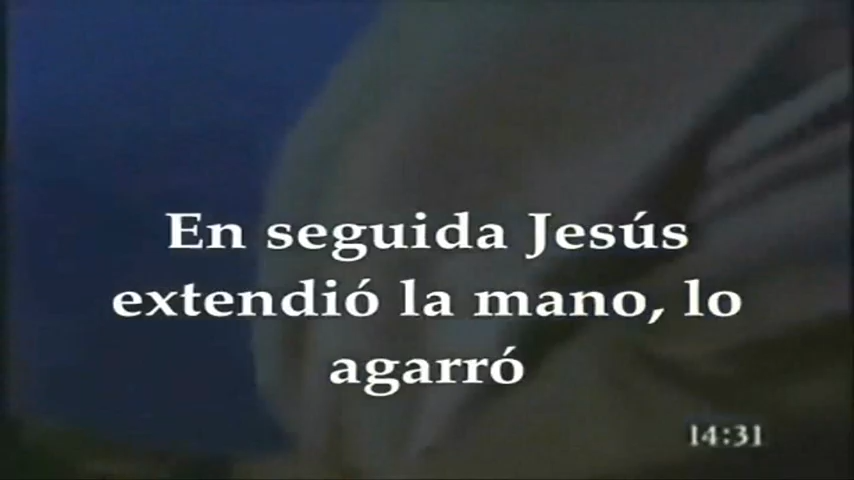 En seguida Jesús
extendió la mano, lo
agarró
14:31